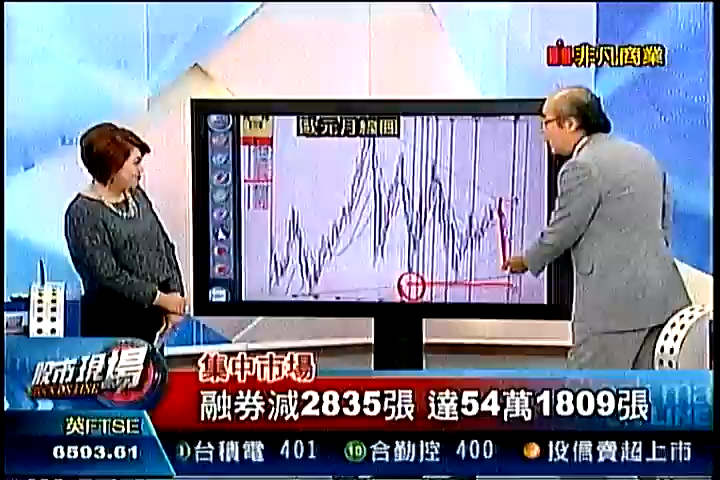 非凡商業
歐元月線圖
股市現場
集中市場
融券減2835張 達54萬1809張
英FTSE
6503.61
台積電 401 ⑩合勤控 400 投信賣超上市